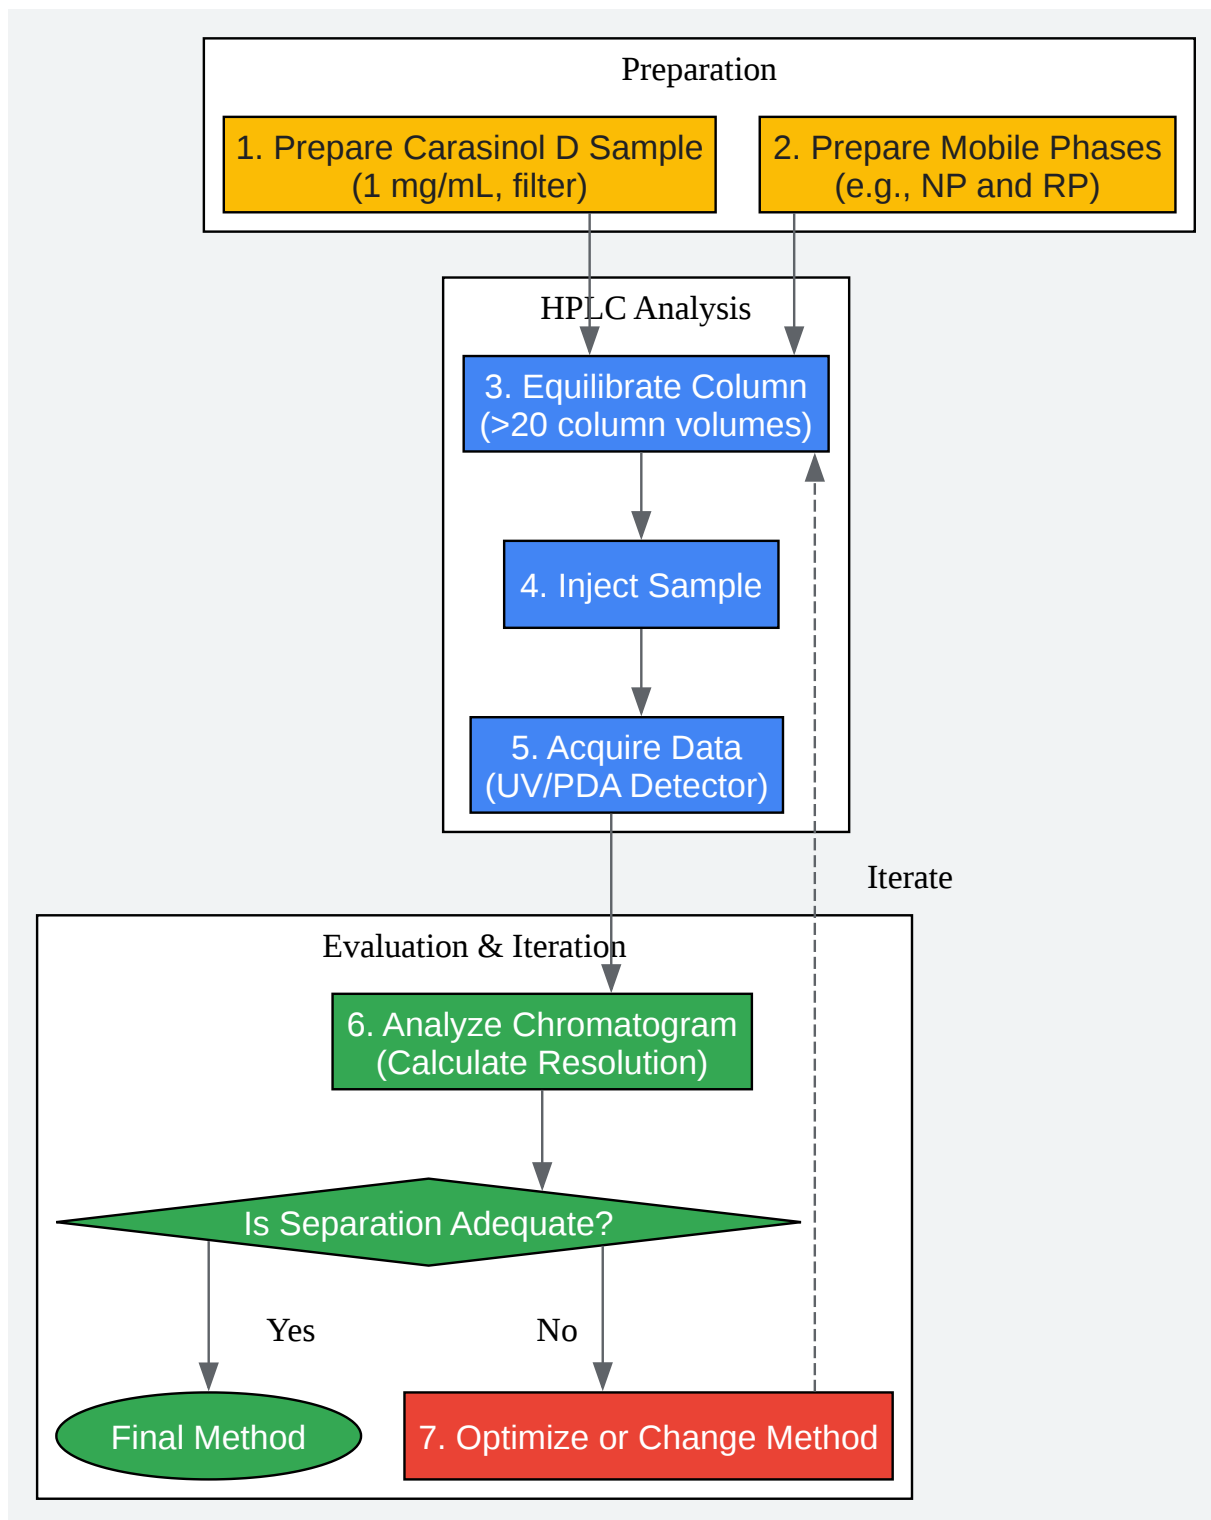 Preparation
1. Prepare Carasinol D Sample
(1 mg/mL, filter)
2. Prepare Mobile Phases
(e.g., NP and RP)
HPLC Analysis
3. Equilibrate Column
(>20 column volumes)
4. Inject Sample
5. Acquire Data
(UV/PDA Detector)
Iterate
Evaluation & Iteration
6. Analyze Chromatogram
(Calculate Resolution)
Is Separation Adequate?
Yes
No
Final Method
7. Optimize or Change Method